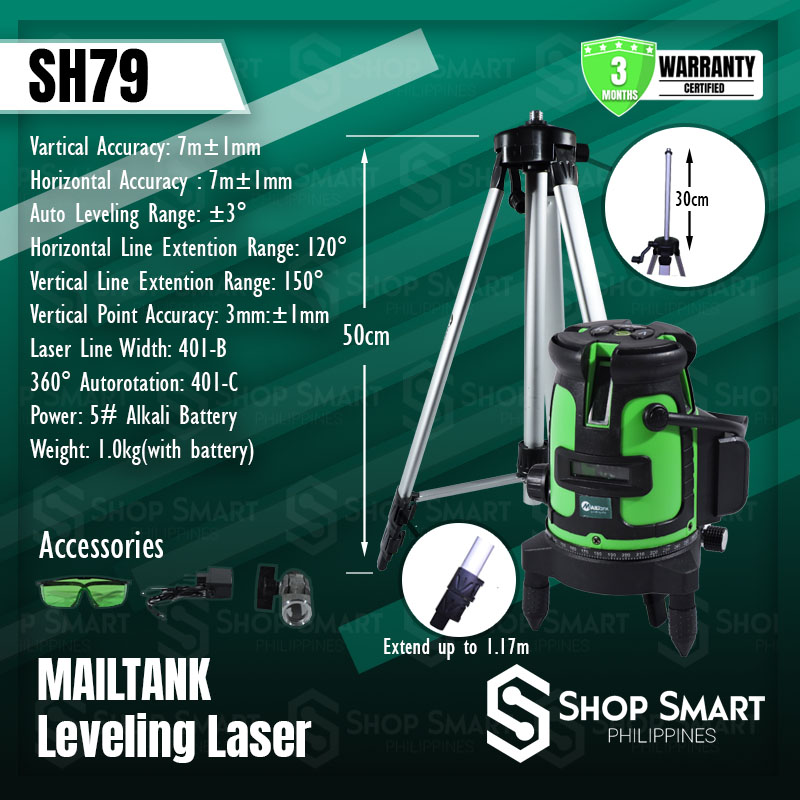 SH79
3
MONTHS
WARRANTY
CERTIFIED
Vartical Accuracy: 7m±1mm
Horizontal Accuracy : 7m±1mm
Auto Leveling Range: ±3°
Horizontal Line Extention Range: 120°
Vertical Line Extention Range: 150°
Vertical Point Accuracy: 3mm:±1mm
Laser Line Width: 401-B
360° Autorotation: 401-C
Power: 5# Alkali Battery
Weight: 1.0kg(with battery)
30cm
50cm
Accessories
Extend up to 1.17m
MAILTANK
Leveling Laser
SHOP SMART
PHILIPPINES